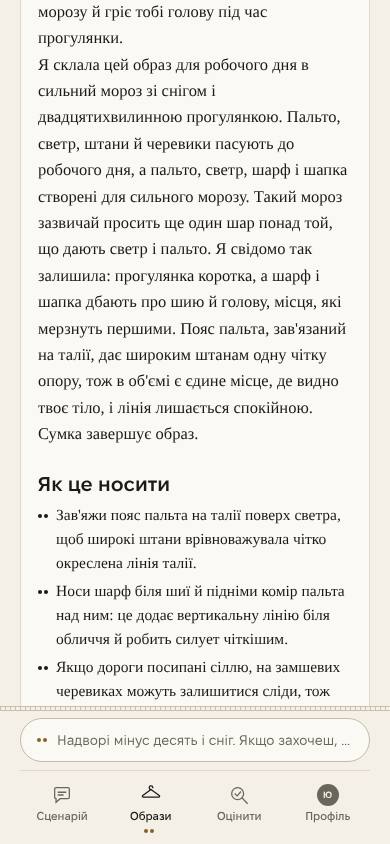 морозу й гріє тобі голову під час
прогулянки.
Я склала цей образ для робочого дня в
сильний мороз зі снігом і
двадцятихвилинною прогулянкою. Пальто,
светр, штани й черевики пасують до
робочого дня, а пальто, светр, шарф і шапка
створені для сильного морозу. Такий мороз
зазвичай просить ще один шар понад той,
що дають светр і пальто. Я свідомо так
залишила: прогулянка коротка, а шарф і
шапка дбають про шию й голову, місця, які
мерзнуть першими. Пояс пальта, зав'язаний
на талії, дає широким штанам одну чітку
опору, тож в об'ємі є єдине місце, де видно
твоє тіло, і лінія лишається спокійною.
Сумка завершує образ.
Як це носити
•• Зав'яжи пояс пальта на талії поверх светра,
щоб широкі штани врівноважувала чітко
окреслена лінія талії.
•• Носи шарф біля шиї й підніми комір пальта
над ним: це додає вертикальну лінію біля
обличчя й робить силует чіткішим.
•• Якщо дороги посипані сіллю, на замшевих
черевиках можуть залишитися сліди, тож
•• Надворі мінус десять і сніг. Якщо захочеш, ...
Сценарій
Образи
Оцінити
Ю
Профіль